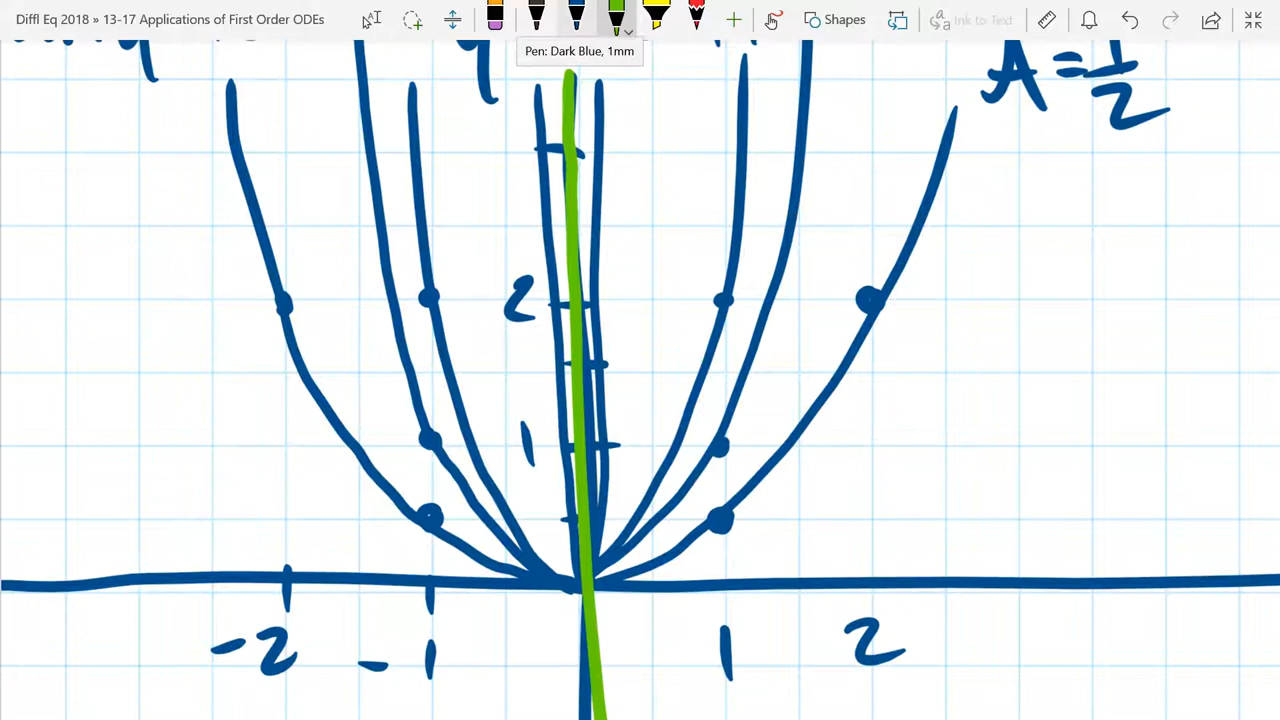 Diffl Eq 2018 » 13-17 Applications of First Order ODEs
Shapes
Ink to Text
Pen: Dark Blue, 1mm
A = 1/2
2
1
-2 -1 1 2